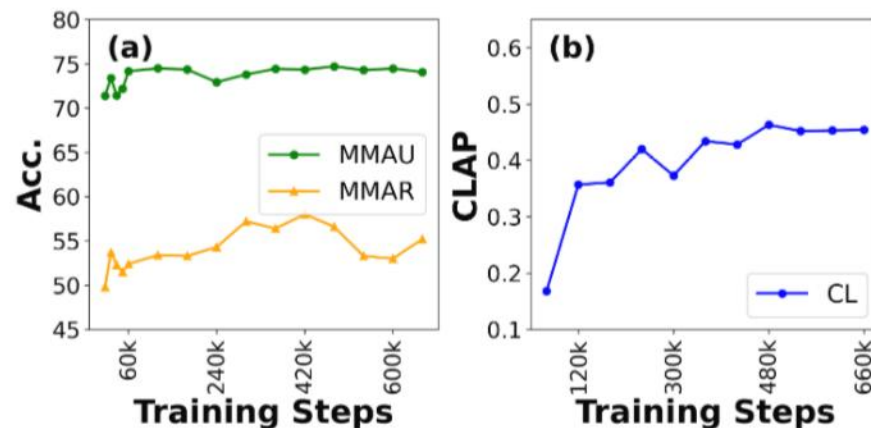 (a)
Acc.
80
75
70
65
60
55
50
45
MMAU
MMAR
60k
240k
420k
600k
Training Steps
(b)
CLAP
0.6
0.5
0.4
0.3
0.2
0.1
CL
120k
300k
480k
660k
Training Steps